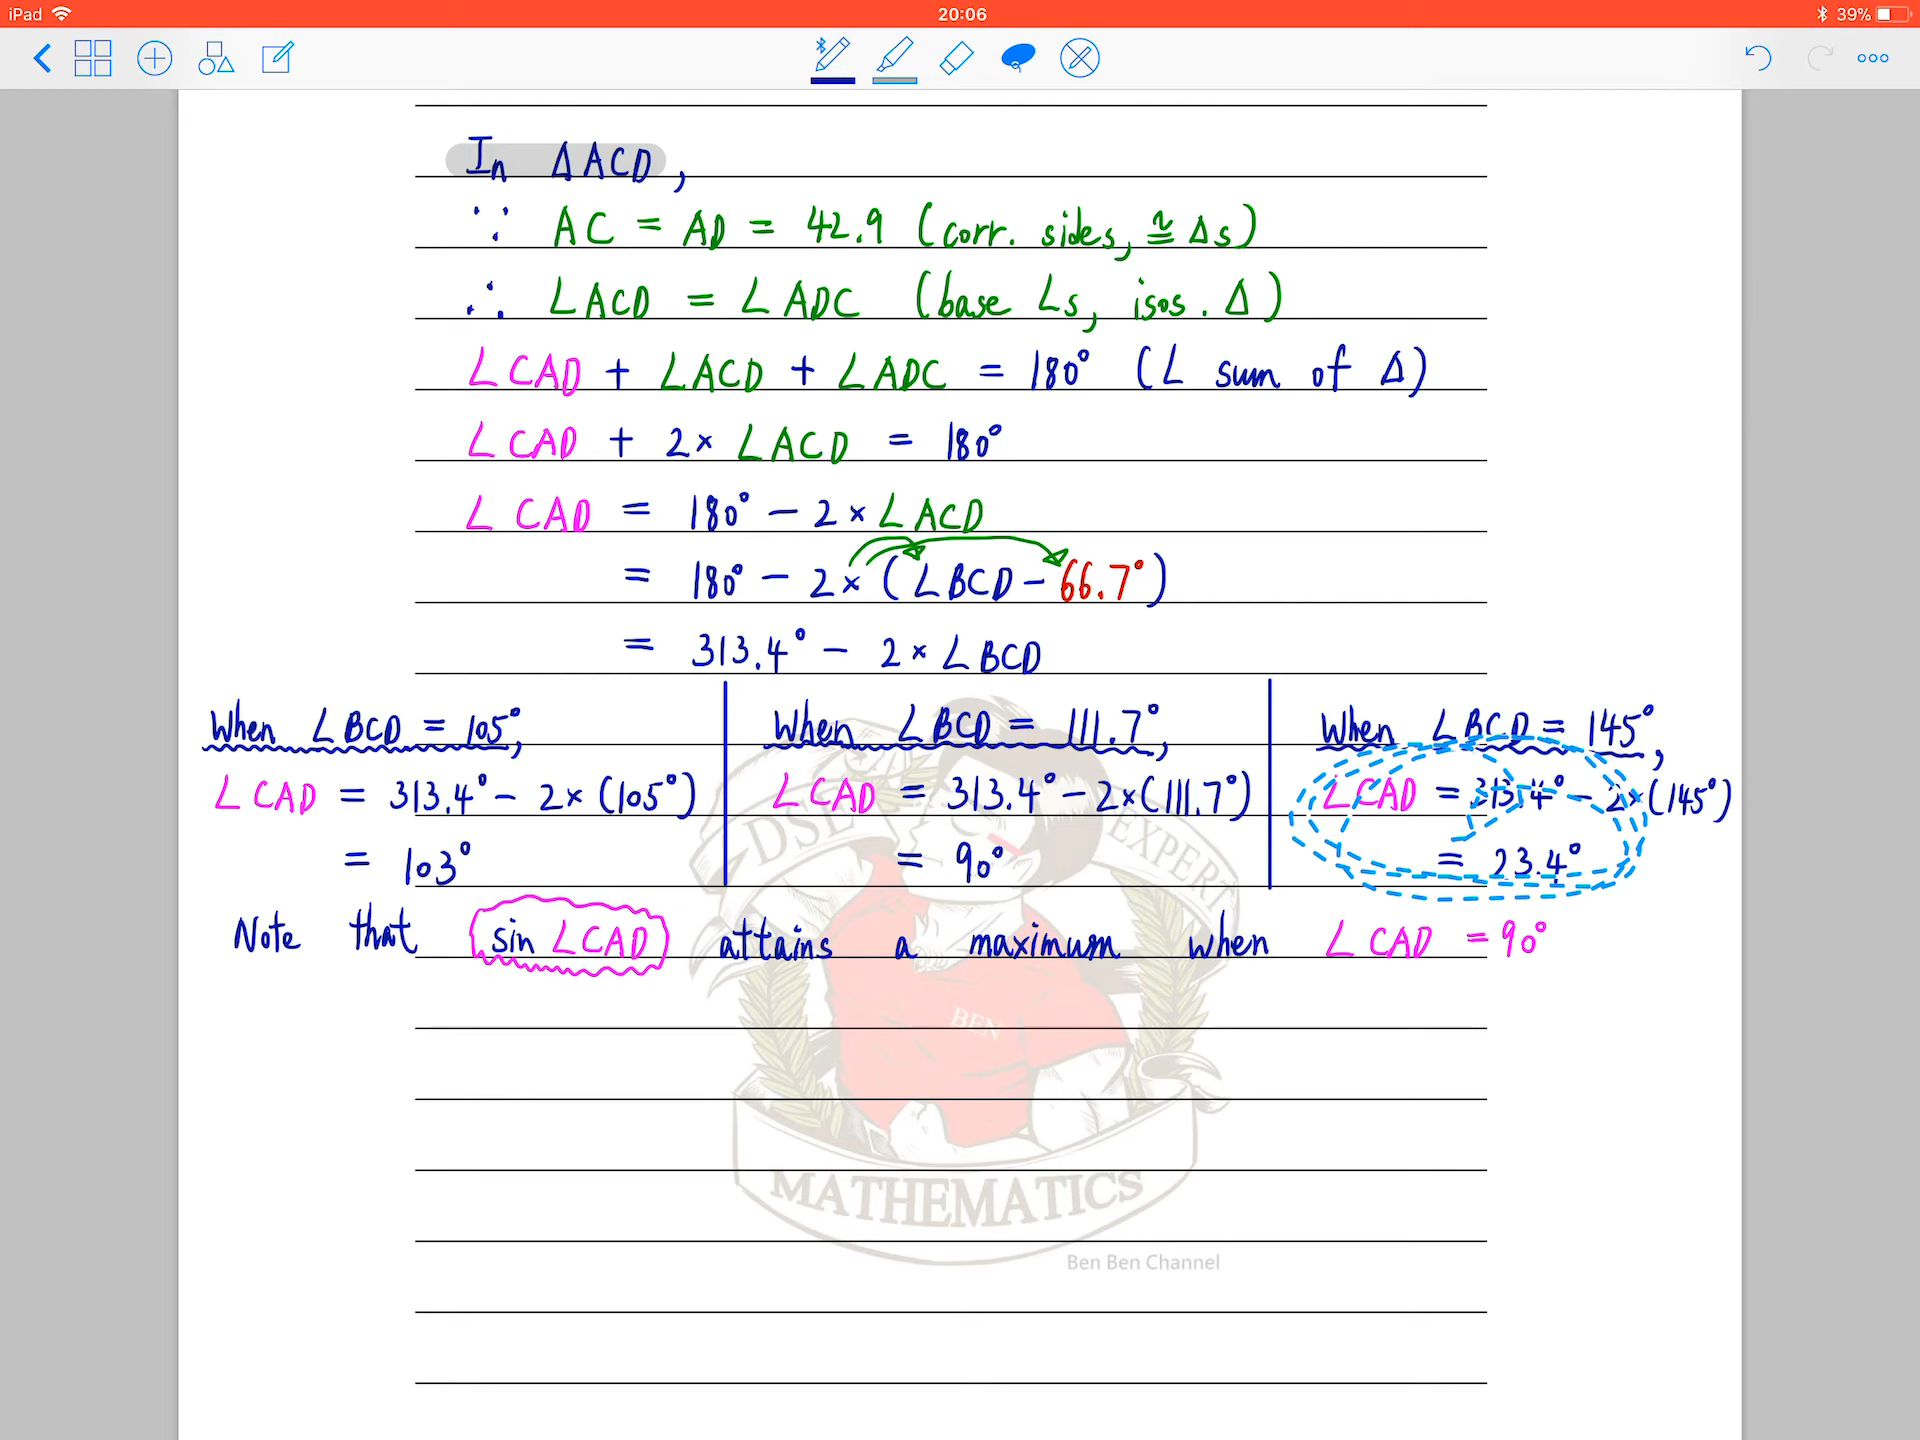 iPad 20:06 39%
In ΔACD,
∵ AC = AD = 42.9 (corr. sides, ≅ Δs)
∴ ∠ACD = ∠ADC (base ∠s, isos. Δ)
∠CAD + ∠ACD + ∠ADC = 180° (∠ sum of Δ)
∠CAD + 2× ∠ACD = 180°
∠CAD = 180° − 2 × ∠ACD
= 180° − 2× (∠BCD − 66.7°)
= 313.4° − 2 × ∠BCD
When ∠BCD = 105°,
∠CAD = 313.4° − 2× (105°)
= 103°
When ∠BCD = 111.7°,
∠CAD = 313.4° − 2×(111.7°)
= 90°
When ∠BCD = 145°,
∠CAD = 313.4° − 2×(145°)
= 23.4°
Note that sin ∠CAD attains a maximum when ∠CAD = 90°
DSE EXPERT
BEN
MATHEMATICS
Ben Ben Channel